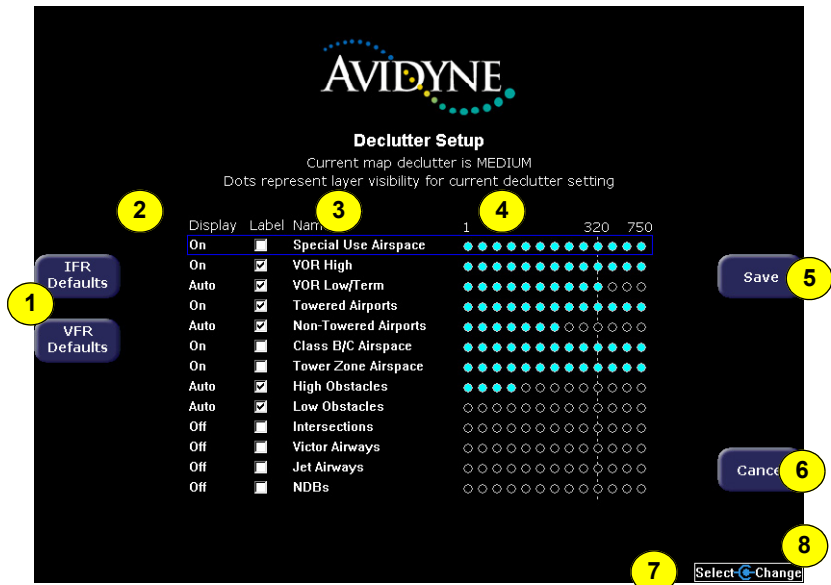 AVIDYNE
Declutter Setup
Current map declutter is MEDIUM
Dots represent layer visibility for current declutter setting
2
3
4
Display Label 1 320 750
On Special Use Airspace
On VOR High
Auto VOR Low/Term
On Towered Airports
Auto Non-Towered Airports
On Class B/C Airspace
On Tower Zone Airspace
Auto High Obstacles
Auto Low Obstacles
Off Intersections
Off Victor Airways
Off Jet Airways
Off NDBs
IFR
Defaults
1
VFR
Defaults
Save
5
6
7
8
Select Change